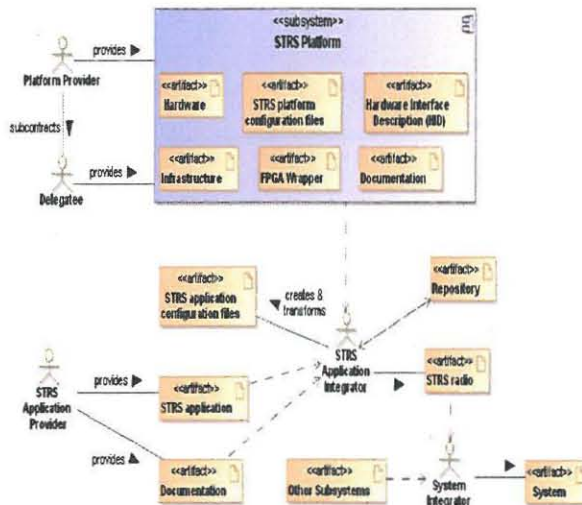 <<subsystem>>
STRS Platform
provides
Platform Provider
<<artifact>>
Hardware
<<artifact>>
STRS platform
configuration files
<<artifact>>
Hardware Interface
Description (HID)
subcontracts
provides
Delegatee
<<artifact>>
Infrastructure
<<artifact>>
FPGA Wrapper
<<artifact>>
Documentation
<<artifact>>
STRS application
configuration files
creates &
transforms
<<artifact>>
Repository
STRS
Application
Integrator
<<artifact>>
STRS radio
provides
STRS
Application
Provider
<<artifact>>
STRS application
provides
<<artifact>>
Documentation
<<artifact>>
Other Subsystems
System
Integrator
<<artifact>>
System